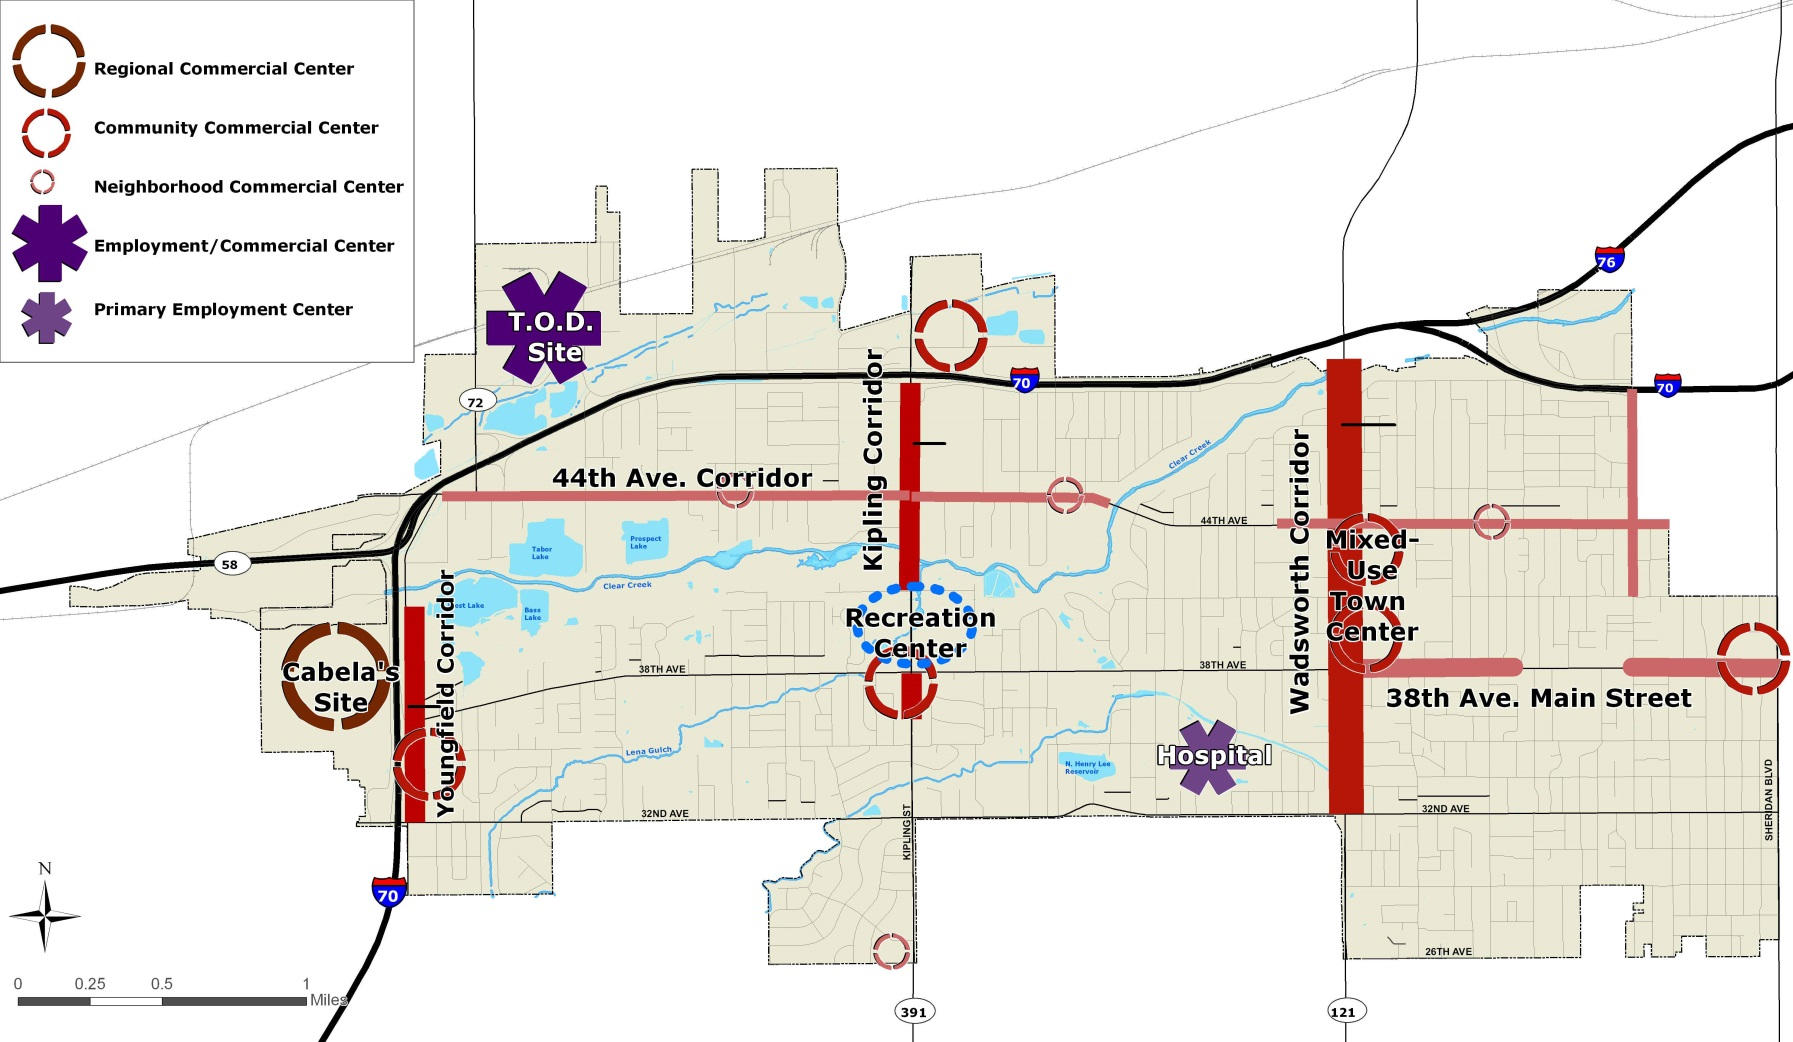 Regional Commercial Center
Community Commercial Center
Neighborhood Commercial Center
Employment/Commercial Center
Primary Employment Center
76
T.O.D.
Site
70
70
72
Kipling Corridor
Clear Creek
44th Ave. Corridor
Wadsworth Corridor
44TH AVE
Mixed-
Use
Town
Center
Tabor
Lake
Prospect
Lake
58
Clear Creek
Youngfield Corridor
est Lake
Bass
Lake
Recreation
Center
Cabela's
Site
38TH AVE
38TH AVE
38th Ave. Main Street
Lena Gulch
Hospital
N. Henry Lee
Reservoir
SHERIDAN BLVD
32ND AVE
KIPLING ST
32ND AVE
N
70
26TH AVE
0 0.25 0.5 1
Miles
391
121